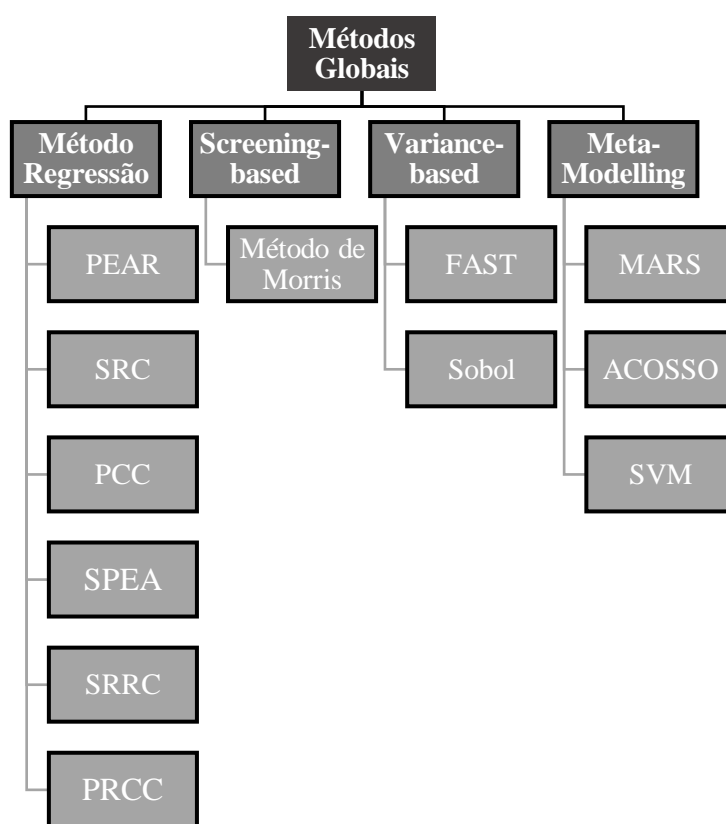 Métodos
Globais
Método
Regressão
Screening-
based
Variance-
based
Meta-
Modelling
PEAR
SRC
PCC
SPEA
SRRC
PRCC
Método de
Morris
FAST
Sobol
MARS
ACOSSO
SVM